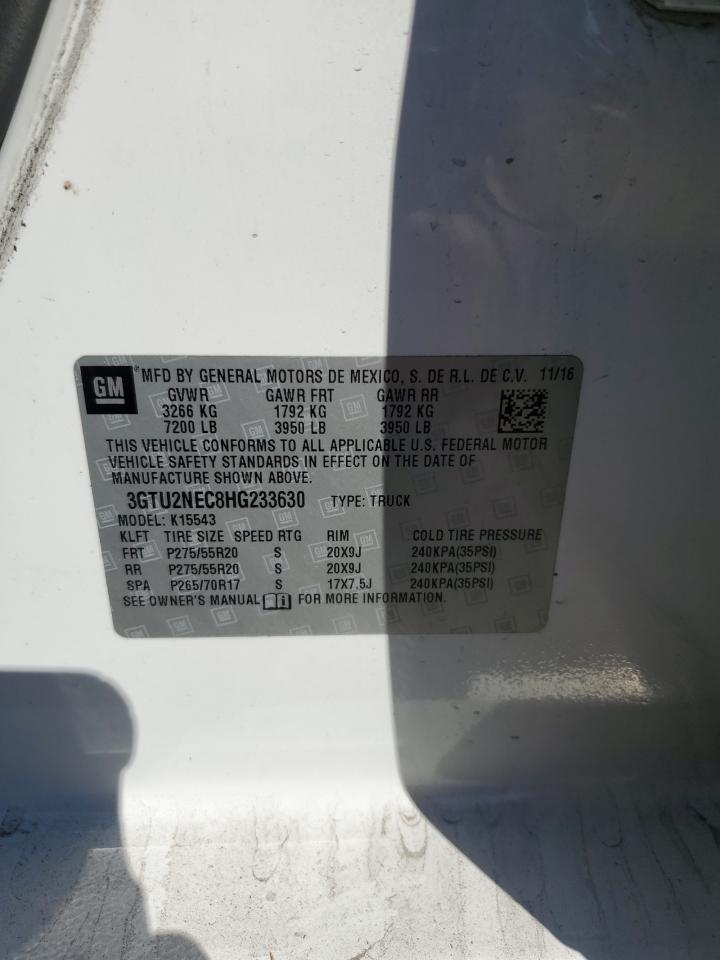 GM MFD BY GENERAL MOTORS DE MEXICO, S. DE R.L. DE C.V. 11/16
GVWR GAWR FRT GAWR RR
3266 KG 1792 KG 1792 KG
7200 LB 3950 LB 3950 LB
THIS VEHICLE CONFORMS TO ALL APPLICABLE U.S. FEDERAL MOTOR
VEHICLE SAFETY STANDARDS IN EFFECT ON THE DATE OF
MANUFACTURE SHOWN ABOVE.
3GTU2NEC8HG233630 TYPE: TRUCK
MODEL: K15543
KLFT TIRE SIZE SPEED RTG RIM COLD TIRE PRESSURE
FRT P275/55R20 S 20X9J 240KPA(35PSI)
RR P275/55R20 S 20X9J 240KPA(35PSI)
SPA P265/70R17 S 17X7.5J 240KPA(35PSI)
SEE OWNER'S MANUAL FOR MORE INFORMATION.